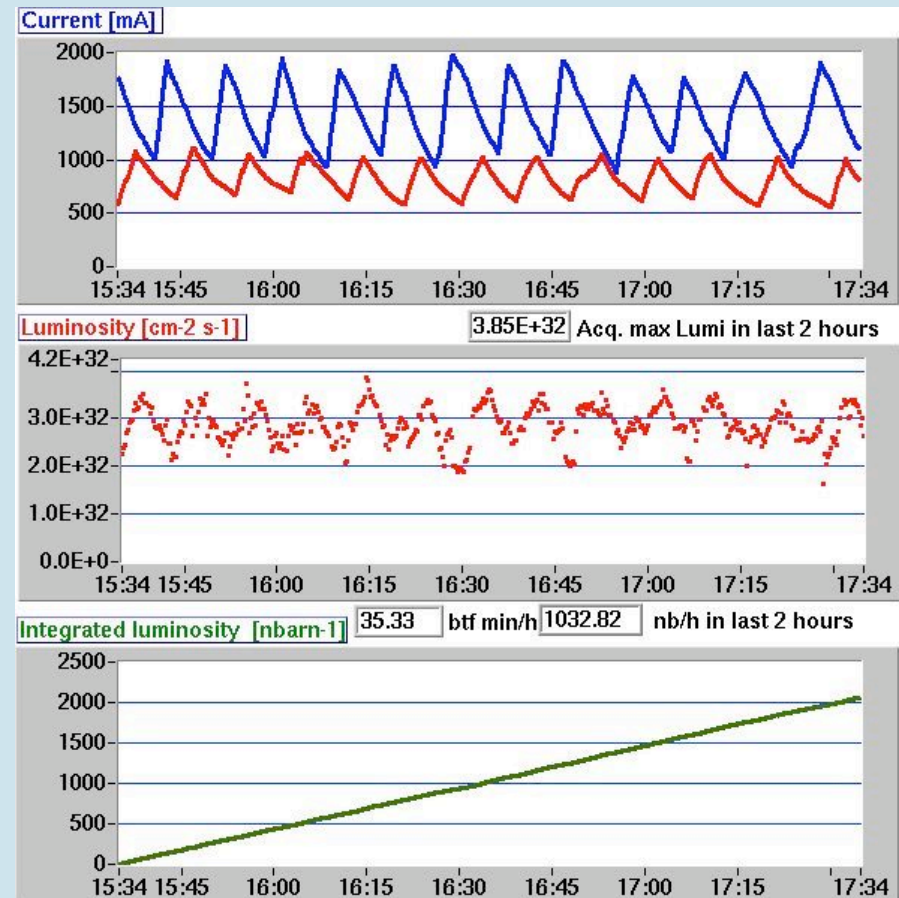 Current [mA]
2000
1500
1000
500
0
15:34 15:45 16:00 16:15 16:30 16:45 17:00 17:15 17:34
Luminosity [cm-2 s-1] 3.85E+32 Acq. max Lumi in last 2 hours
4.2E+32
3.0E+32
2.0E+32
1.0E+32
0.0E+0
15:34 15:45 16:00 16:15 16:30 16:45 17:00 17:15 17:34
Integrated luminosity [nbarn-1] 35.33 btf min/h 1032.82 nb/h in last 2 hours
2500
2000
1500
1000
500
0
15:34 15:45 16:00 16:15 16:30 16:45 17:00 17:15 17:34